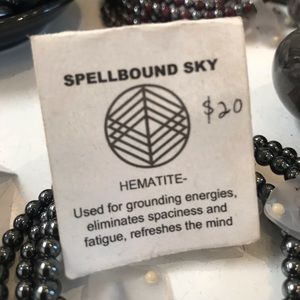 SPELLBOUND SKY
$20
HEMATITE-
Used for grounding energies,
eliminates spaciness and
fatigue, refreshes the mind